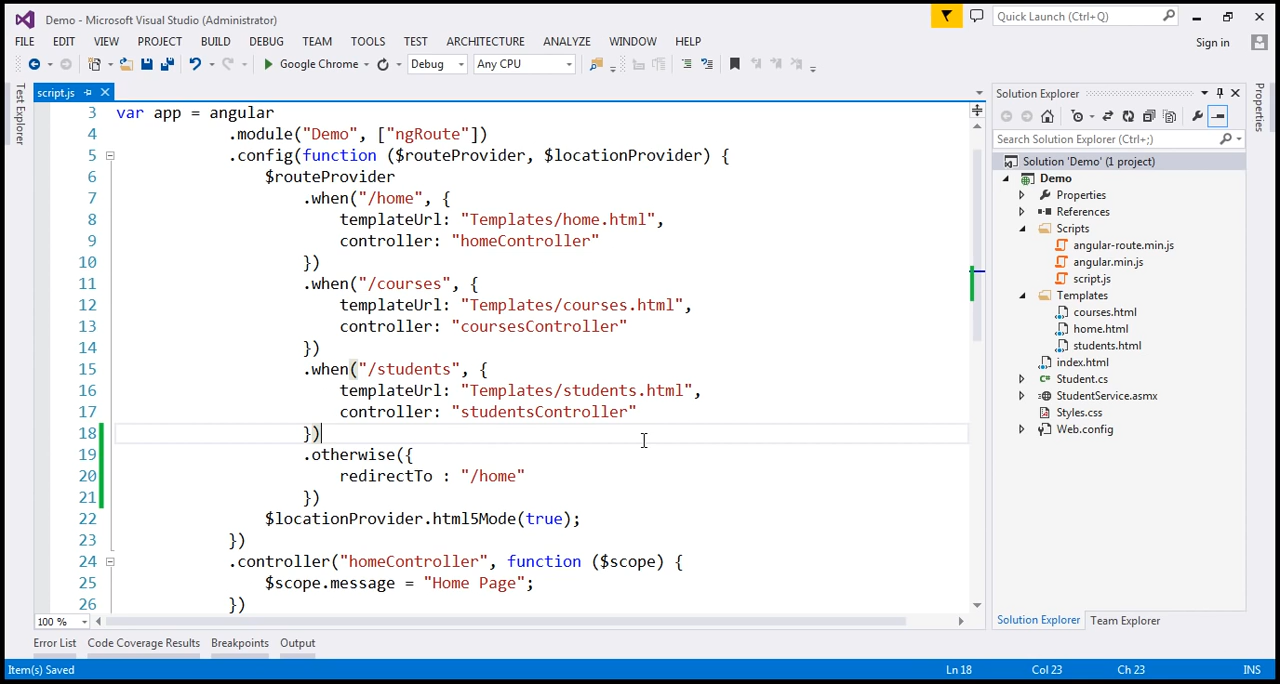 Demo - Microsoft Visual Studio (Administrator)
Quick Launch (Ctrl+Q)
FILE EDIT VIEW PROJECT BUILD DEBUG TEAM TOOLS TEST ARCHITECTURE ANALYZE WINDOW HELP
Sign in
Google Chrome Debug Any CPU
Test Explorer
script.js
3 var app = angular
4 .module("Demo", ["ngRoute"])
5 .config(function ($routeProvider, $locationProvider) {
6 $routeProvider
7 .when("/home", {
8 templateUrl: "Templates/home.html",
9 controller: "homeController"
10 })
11 .when("/courses", {
12 templateUrl: "Templates/courses.html",
13 controller: "coursesController"
14 })
15 .when("/students", {
16 templateUrl: "Templates/students.html",
17 controller: "studentsController"
18 })
19 .otherwise({
20 redirectTo : "/home"
21 })
22 $locationProvider.html5Mode(true);
23 })
24 .controller("homeController", function ($scope) {
25 $scope.message = "Home Page";
26 })
100 %
Solution Explorer
Search Solution Explorer (Ctrl+;)
Solution 'Demo' (1 project)
Demo
Properties
References
Scripts
angular-route.min.js
angular.min.js
script.js
Templates
courses.html
home.html
students.html
index.html
Student.cs
StudentService.asmx
Styles.css
Web.config
Solution Explorer Team Explorer
Properties
Error List Code Coverage Results Breakpoints Output
Item(s) Saved Ln 18 Col 23 Ch 23 INS